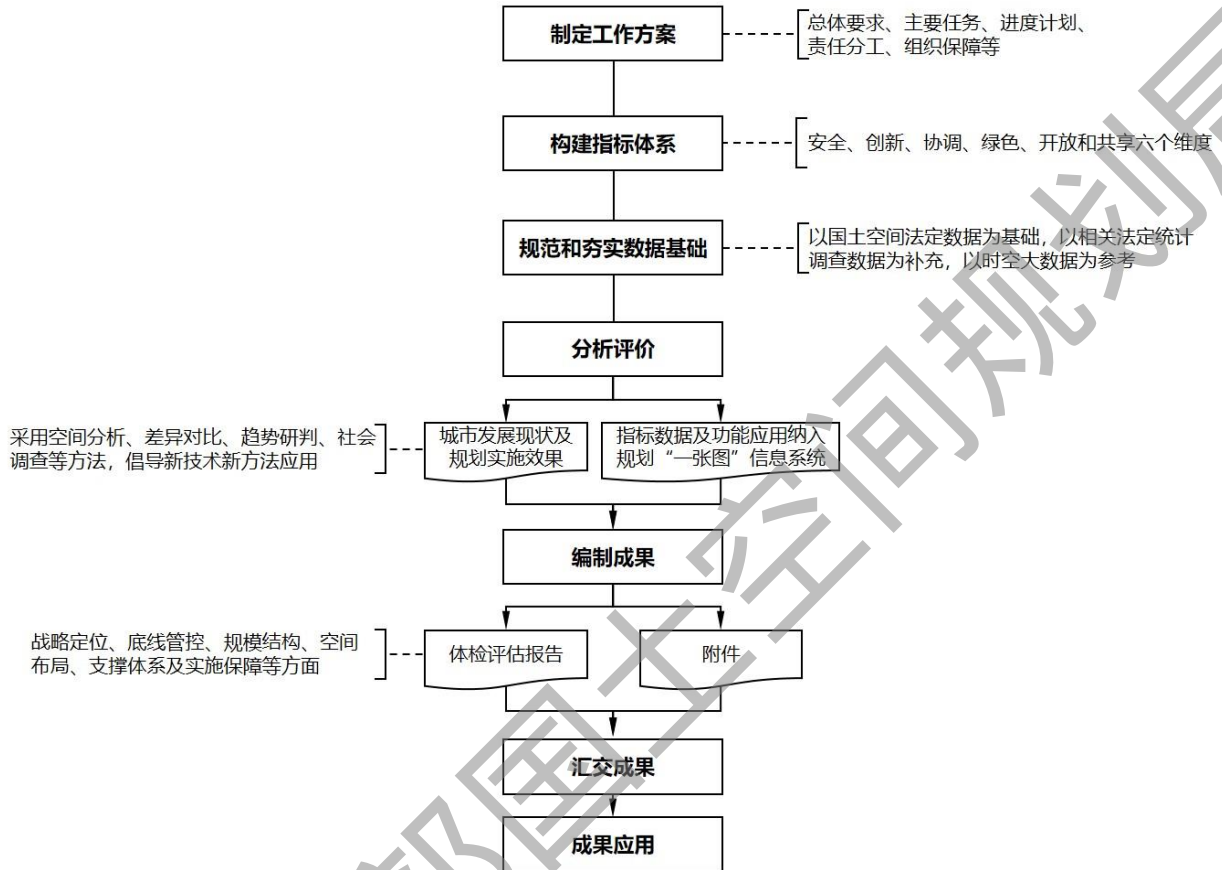 制定工作方案
总体要求、主要任务、进度计划、
责任分工、组织保障等
构建指标体系
安全、创新、协调、绿色、开放和共享六个维度
规范和夯实数据基础
以国土空间法定数据为基础，以相关法定统计
调查数据为补充，以时空大数据为参考
分析评价
采用空间分析、差异对比、趋势研判、社会
调查等方法，倡导新技术新方法应用
城市发展现状及
规划实施效果
指标数据及功能应用纳入
规划“一张图”信息系统
编制成果
战略定位、底线管控、规模结构、空间
布局、支撑体系及实施保障等方面
体检评估报告
附件
汇交成果
成果应用
部国土空间规划局